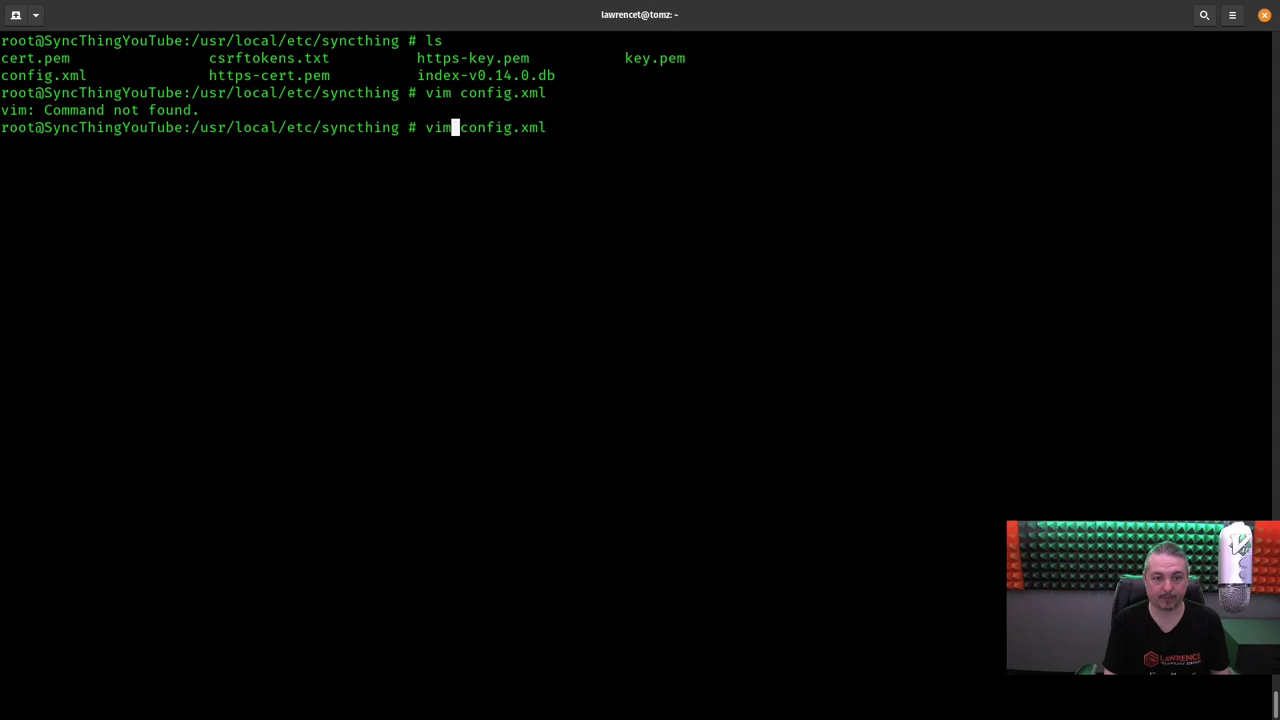 lawrencet@tomz: ~
root@SyncThingYouTube:/usr/local/etc/syncthing # ls
cert.pem csrftokens.txt https-key.pem key.pem
config.xml https-cert.pem index-v0.14.0.db
root@SyncThingYouTube:/usr/local/etc/syncthing # vim config.xml
vim: Command not found.
root@SyncThingYouTube:/usr/local/etc/syncthing # vim config.xml
LAWRENCE